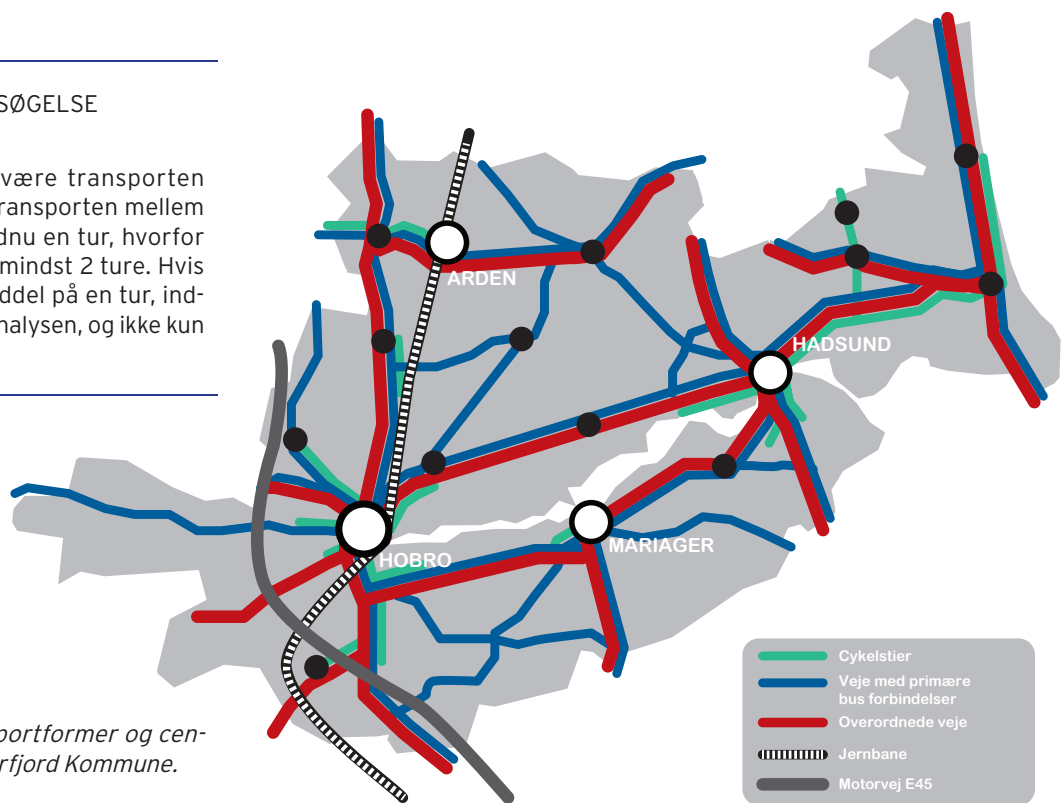 SØGELSE
være transporten
ransporten mellem
dnu en tur, hvorfor
mindst 2 ture. Hvis
ddel på en tur, ind-
nalysen, og ikke kun
portformer og cen-
rfjord Kommune.
ARDEN
HADSUND
HOBRO
MARIAGER
Cykelstier
Veje med primære
bus forbindelser
Overordnede veje
Jernbane
Motorvej E45